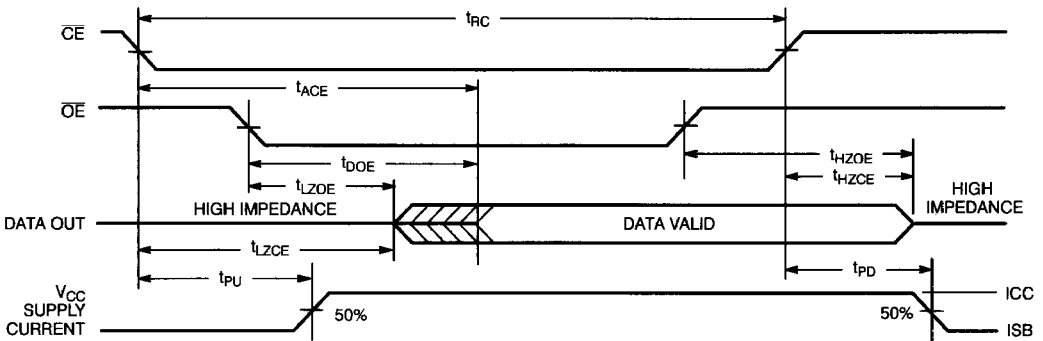 CE
tRC
tACE
OE
tDOE
tHZOE
tLZOE
tHZCE
HIGH IMPEDANCE
HIGH
IMPEDANCE
DATA OUT
DATA VALID
tLZCE
tPU
tPD
VCC
SUPPLY
CURRENT
50%
50%
ICC
ISB